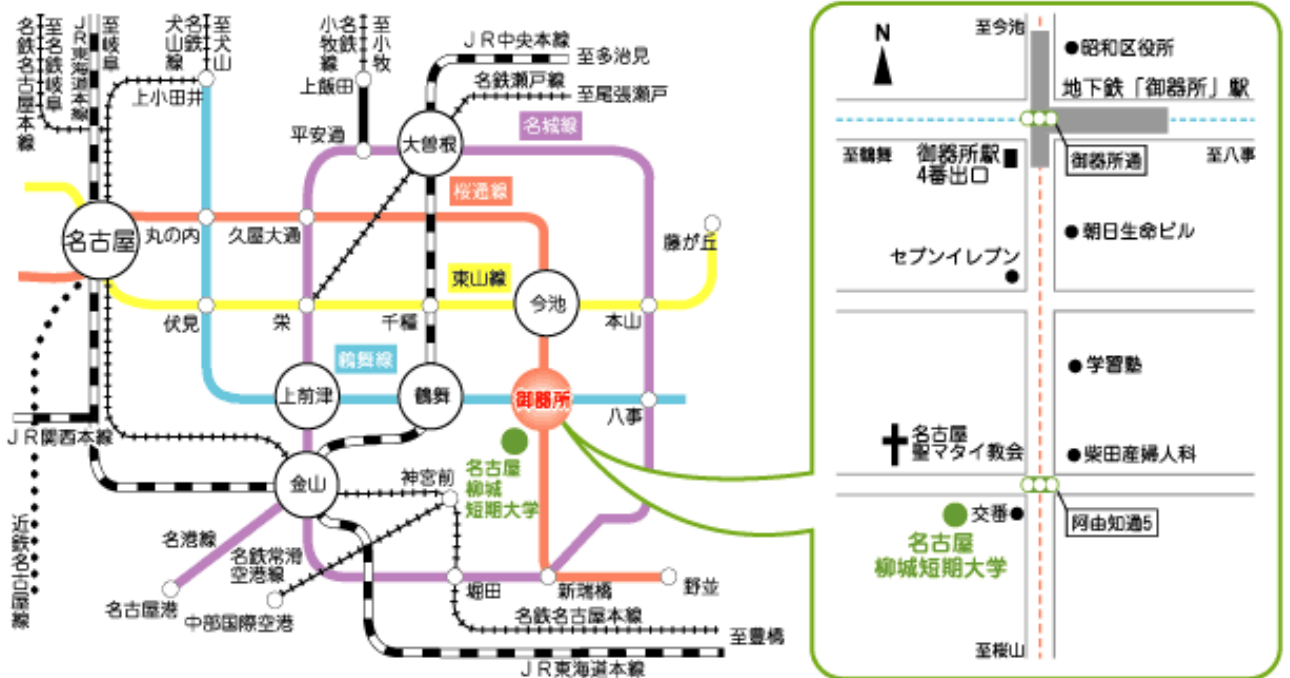 名鉄名古屋本線
至名鉄岐阜
JR東海道本線
至岐阜
名鉄
犬山線
至犬山
名鉄
小牧線
至小牧
JR中央本線
至多治見
名鉄瀬戸線
至尾張瀬戸
上小田井
上飯田
平安通
大曽根
名城線
桜通線
名古屋
丸の内
久屋大通
藤が丘
東山線
今池
伏見
栄
千種
本山
鶴舞線
上前津
鶴舞
御器所
八事
JR関西本線
名古屋
柳城
短期大学
金山
神宮前
近鉄名古屋線
名港線
名鉄常滑
空港線
名古屋港
中部国際空港
堀田
新瑞橋
野並
名鉄名古屋本線
至豊橋
JR東海道本線
N
至今池
昭和区役所
地下鉄「御器所」駅
至鶴舞
御器所駅
4番出口
御器所通
至八事
朝日生命ビル
セブンイレブン
学習塾
名古屋
聖マタイ教会
柴田産婦人科
交番
阿由知通5
名古屋
柳城短期大学
至桜山